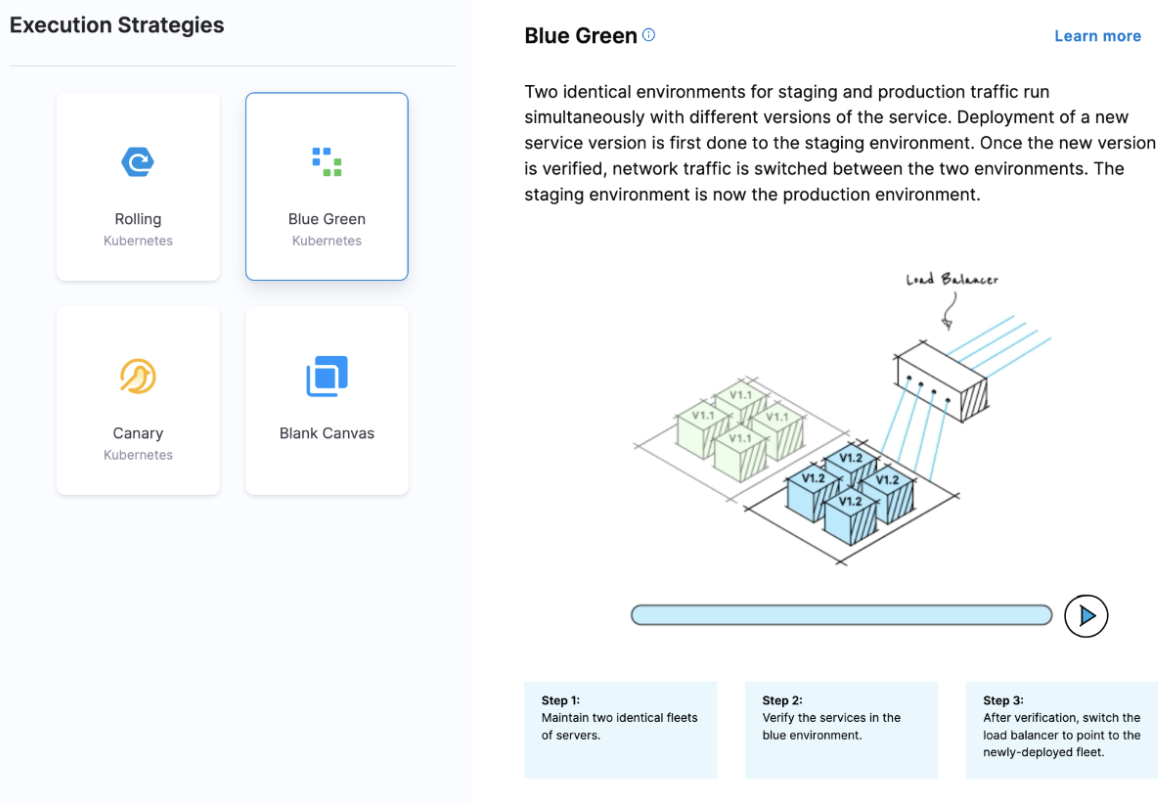 Execution Strategies
Rolling
Kubernetes
Blue Green
Kubernetes
Canary
Kubernetes
Blank Canvas
Blue Green
Learn more
Two identical environments for staging and production traffic run
simultaneously with different versions of the service. Deployment of a new
service version is first done to the staging environment. Once the new version
is verified, network traffic is switched between the two environments. The
staging environment is now the production environment.
Load Balancer
V1.1
V1.1
V1.1
V1.1
V1.2
V1.2
V1.2
V1.2
Step 1:
Maintain two identical fleets
of servers.
Step 2:
Verify the services in the
blue environment.
Step 3:
After verification, switch the
load balancer to point to the
newly-deployed fleet.